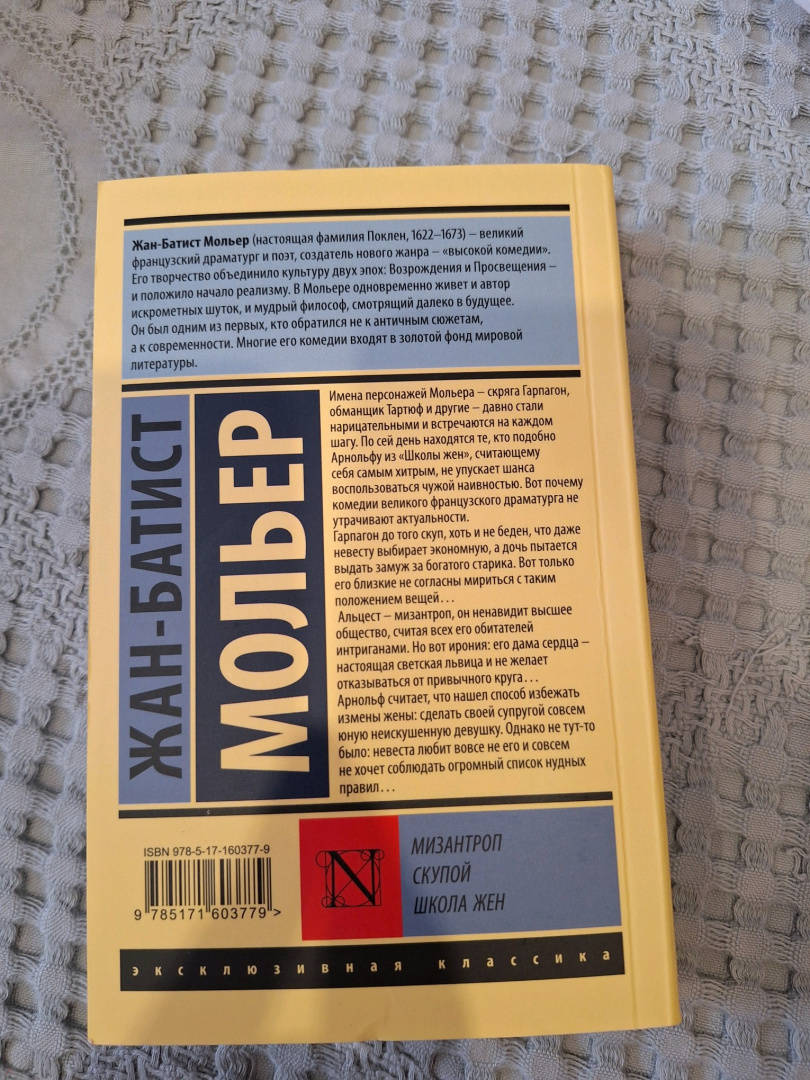 Жан-Батист Мольер (настоящая фамилия Поклен, 1622–1673) – великий
французский драматург и поэт, создатель нового жанра – «высокой комедии».
Его творчество объединило культуру двух эпох: Возрождения и Просвещения –
и положило начало реализму. В Мольере одновременно живет и автор
искрометных шуток, и мудрый философ, смотрящий далеко в будущее.
Он был одним из первых, кто обратился не к античным сюжетам,
а к современности. Многие его комедии входят в золотой фонд мировой
литературы.
ЖАН-БАТИСТ
МОЛЬЕР
Имена персонажей Мольера – скряга Гарпагон,
обманщик Тартюф и другие – давно стали
нарицательными и встречаются на каждом
шагу. По сей день находятся те, кто подобно
Арнольфу из «Школы жен», считающему
себя самым хитрым, не упускает шанса
воспользоваться чужой наивностью. Вот почему
комедии великого французского драматурга не
утрачивают актуальности.
Гарпагон до того скуп, хоть и не беден, что даже
невесту выбирает экономную, а дочь пытается
выдать замуж за богатого старика. Вот только
его близкие не согласны мириться с таким
положением вещей…
Альцест – мизантроп, он ненавидит высшее
общество, считая всех его обитателей
интриганами. Но вот ирония: его дама сердца –
настоящая светская львица и не желает
отказываться от привычного круга…
Арнольф считает, что нашел способ избежать
измены жены: сделать своей супругой совсем
юную неискушенную девушку. Однако не тут-то
было: невеста любит вовсе не его и совсем
не хочет соблюдать огромный список нудных
правил…
ISBN 978-5-17-160377-9
9 785171 603779 >
N
МИЗАНТРОП
СКУПОЙ
ШКОЛА ЖЕН
эксклюзивная классика